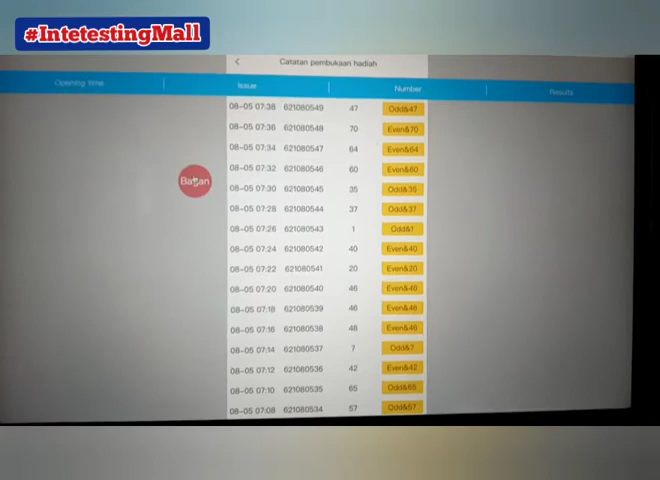 #IntetestingMall
Catatan pembukaan hadiah
Opening time Issue Number Results
08-05 07:38 621080549 47 Odd&47
08-05 07:36 621080548 70 Even&70
08-05 07:34 621080547 64 Even&64
08-05 07:32 621080546 60 Even&60
Batan
08-05 07:30 621080545 35 Odd&35
08-05 07:28 621080544 37 Odd&37
08-05 07:26 621080543 1 Odd&1
08-05 07:24 621080542 40 Even&40
08-05 07:22 621080541 20 Even&20
08-05 07:20 621080540 46 Even&46
08-05 07:18 621080539 46 Even&46
08-05 07:16 621080538 46 Even&46
08-05 07:14 621080537 7 Odd&7
08-05 07:12 621080536 42 Even&42
08-05 07:10 621080535 65 Odd&65
08-05 07:08 621080534 57 Odd&57